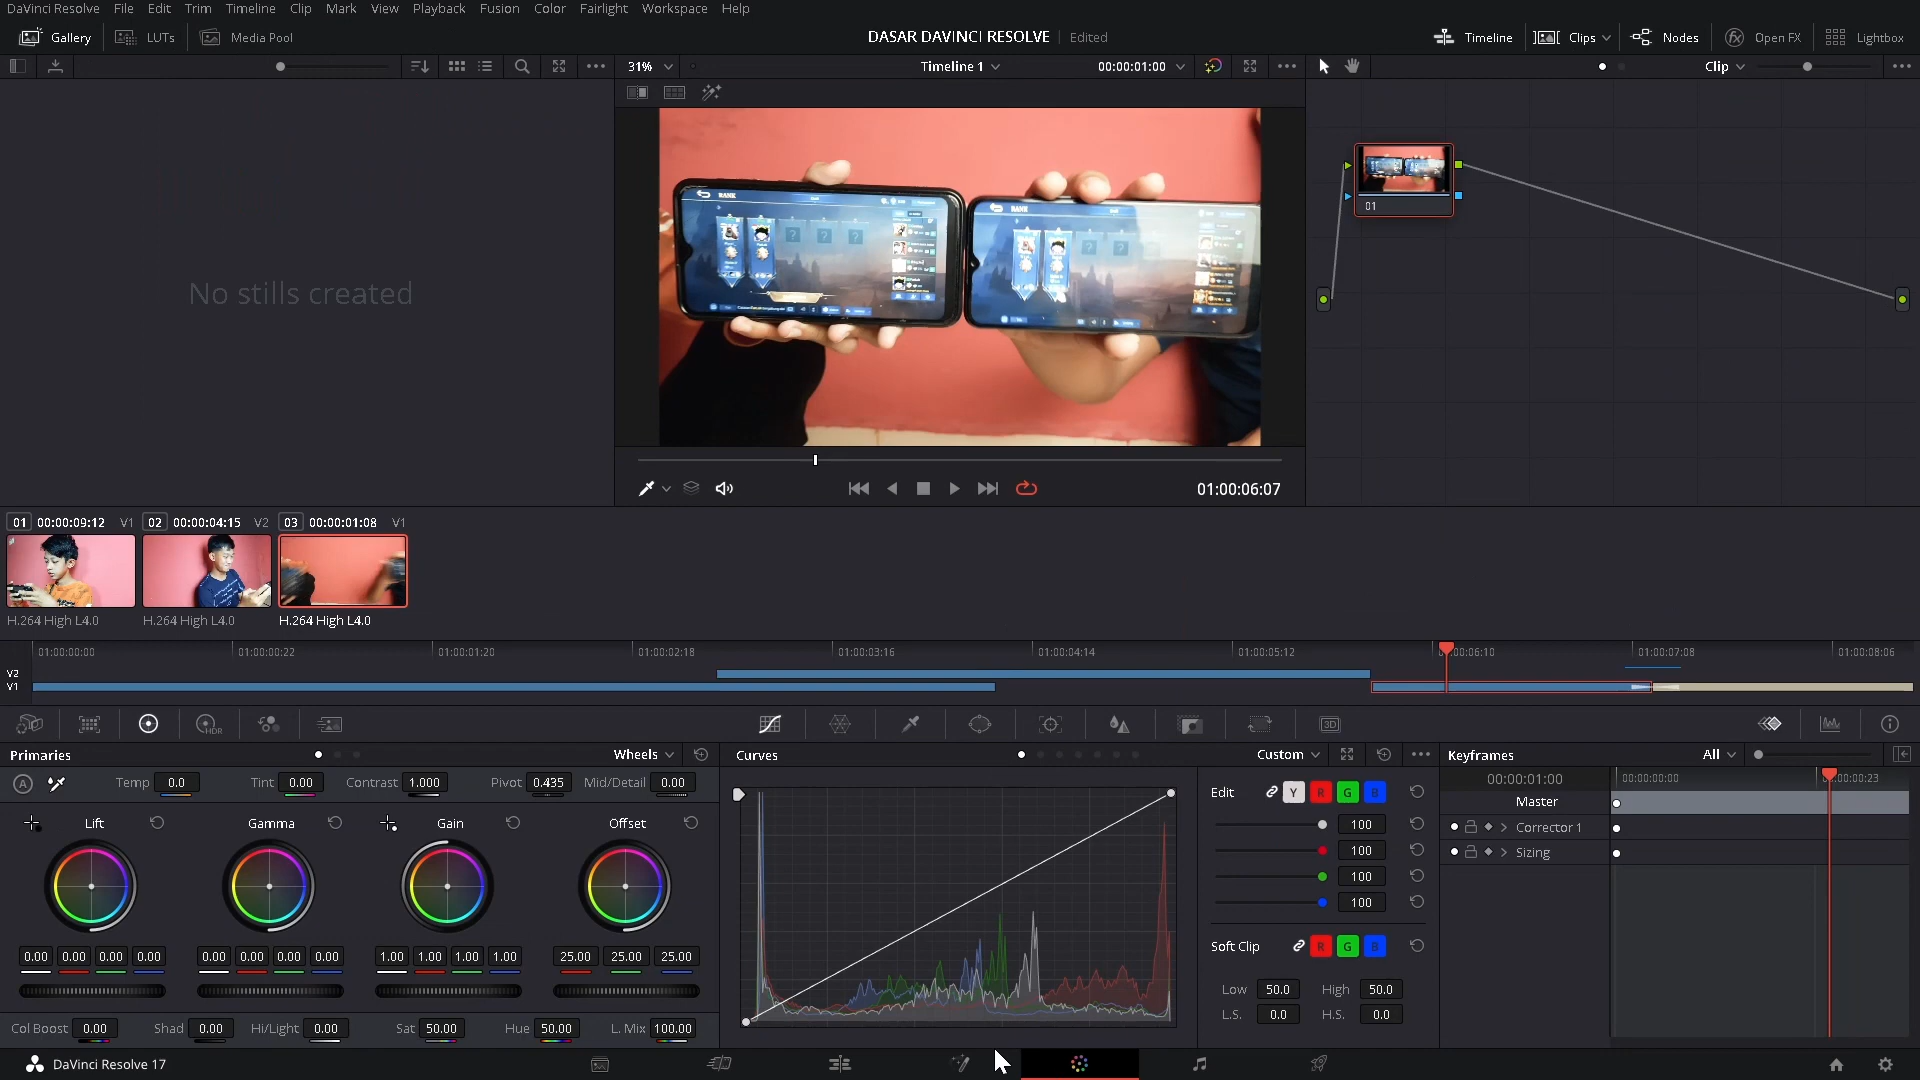 DaVinci Resolve File Edit Trim Timeline Clip Mark View Playback Fusion Color Fairlight Workspace Help
Gallery LUTs Media Pool DASAR DAVINCI RESOLVE Edited Timeline Clips Nodes Open FX Lightbox
31% Timeline 1 00:00:01:00 Clip
No stills created
RANK RANK
01
01:00:06:07
01 00:00:09:12 V1 02 00:00:04:15 V2 03 00:00:01:08 V1
H.264 High L4.0 H.264 High L4.0 H.264 High L4.0
01:00:00:00 01:00:00:22 01:00:01:20 01:00:02:18 01:00:03:16 01:00:04:14 01:00:05:12 01:00:06:10 01:00:07:08 01:00:08:06
V2
V1
HDR 3D
Primaries Wheels Curves Custom Keyframes All
A Temp 0.0 Tint 0.00 Contrast 1.000 Pivot 0.435 Mid/Detail 0.00
00:00:01:00 00:00:00:00 00:00:00:23
Edit Y R G B
Master
Lift Gamma Gain Offset
100
Corrector 1
100
Sizing
100
100
Soft Clip R G B
0.00 0.00 0.00 0.00 0.00 0.00 0.00 0.00 1.00 1.00 1.00 1.00 25.00 25.00 25.00
Low 50.0 High 50.0
L.S. 0.0 H.S. 0.0
Col Boost 0.00 Shad 0.00 Hi/Light 0.00 Sat 50.00 Hue 50.00 L. Mix 100.00
DaVinci Resolve 17